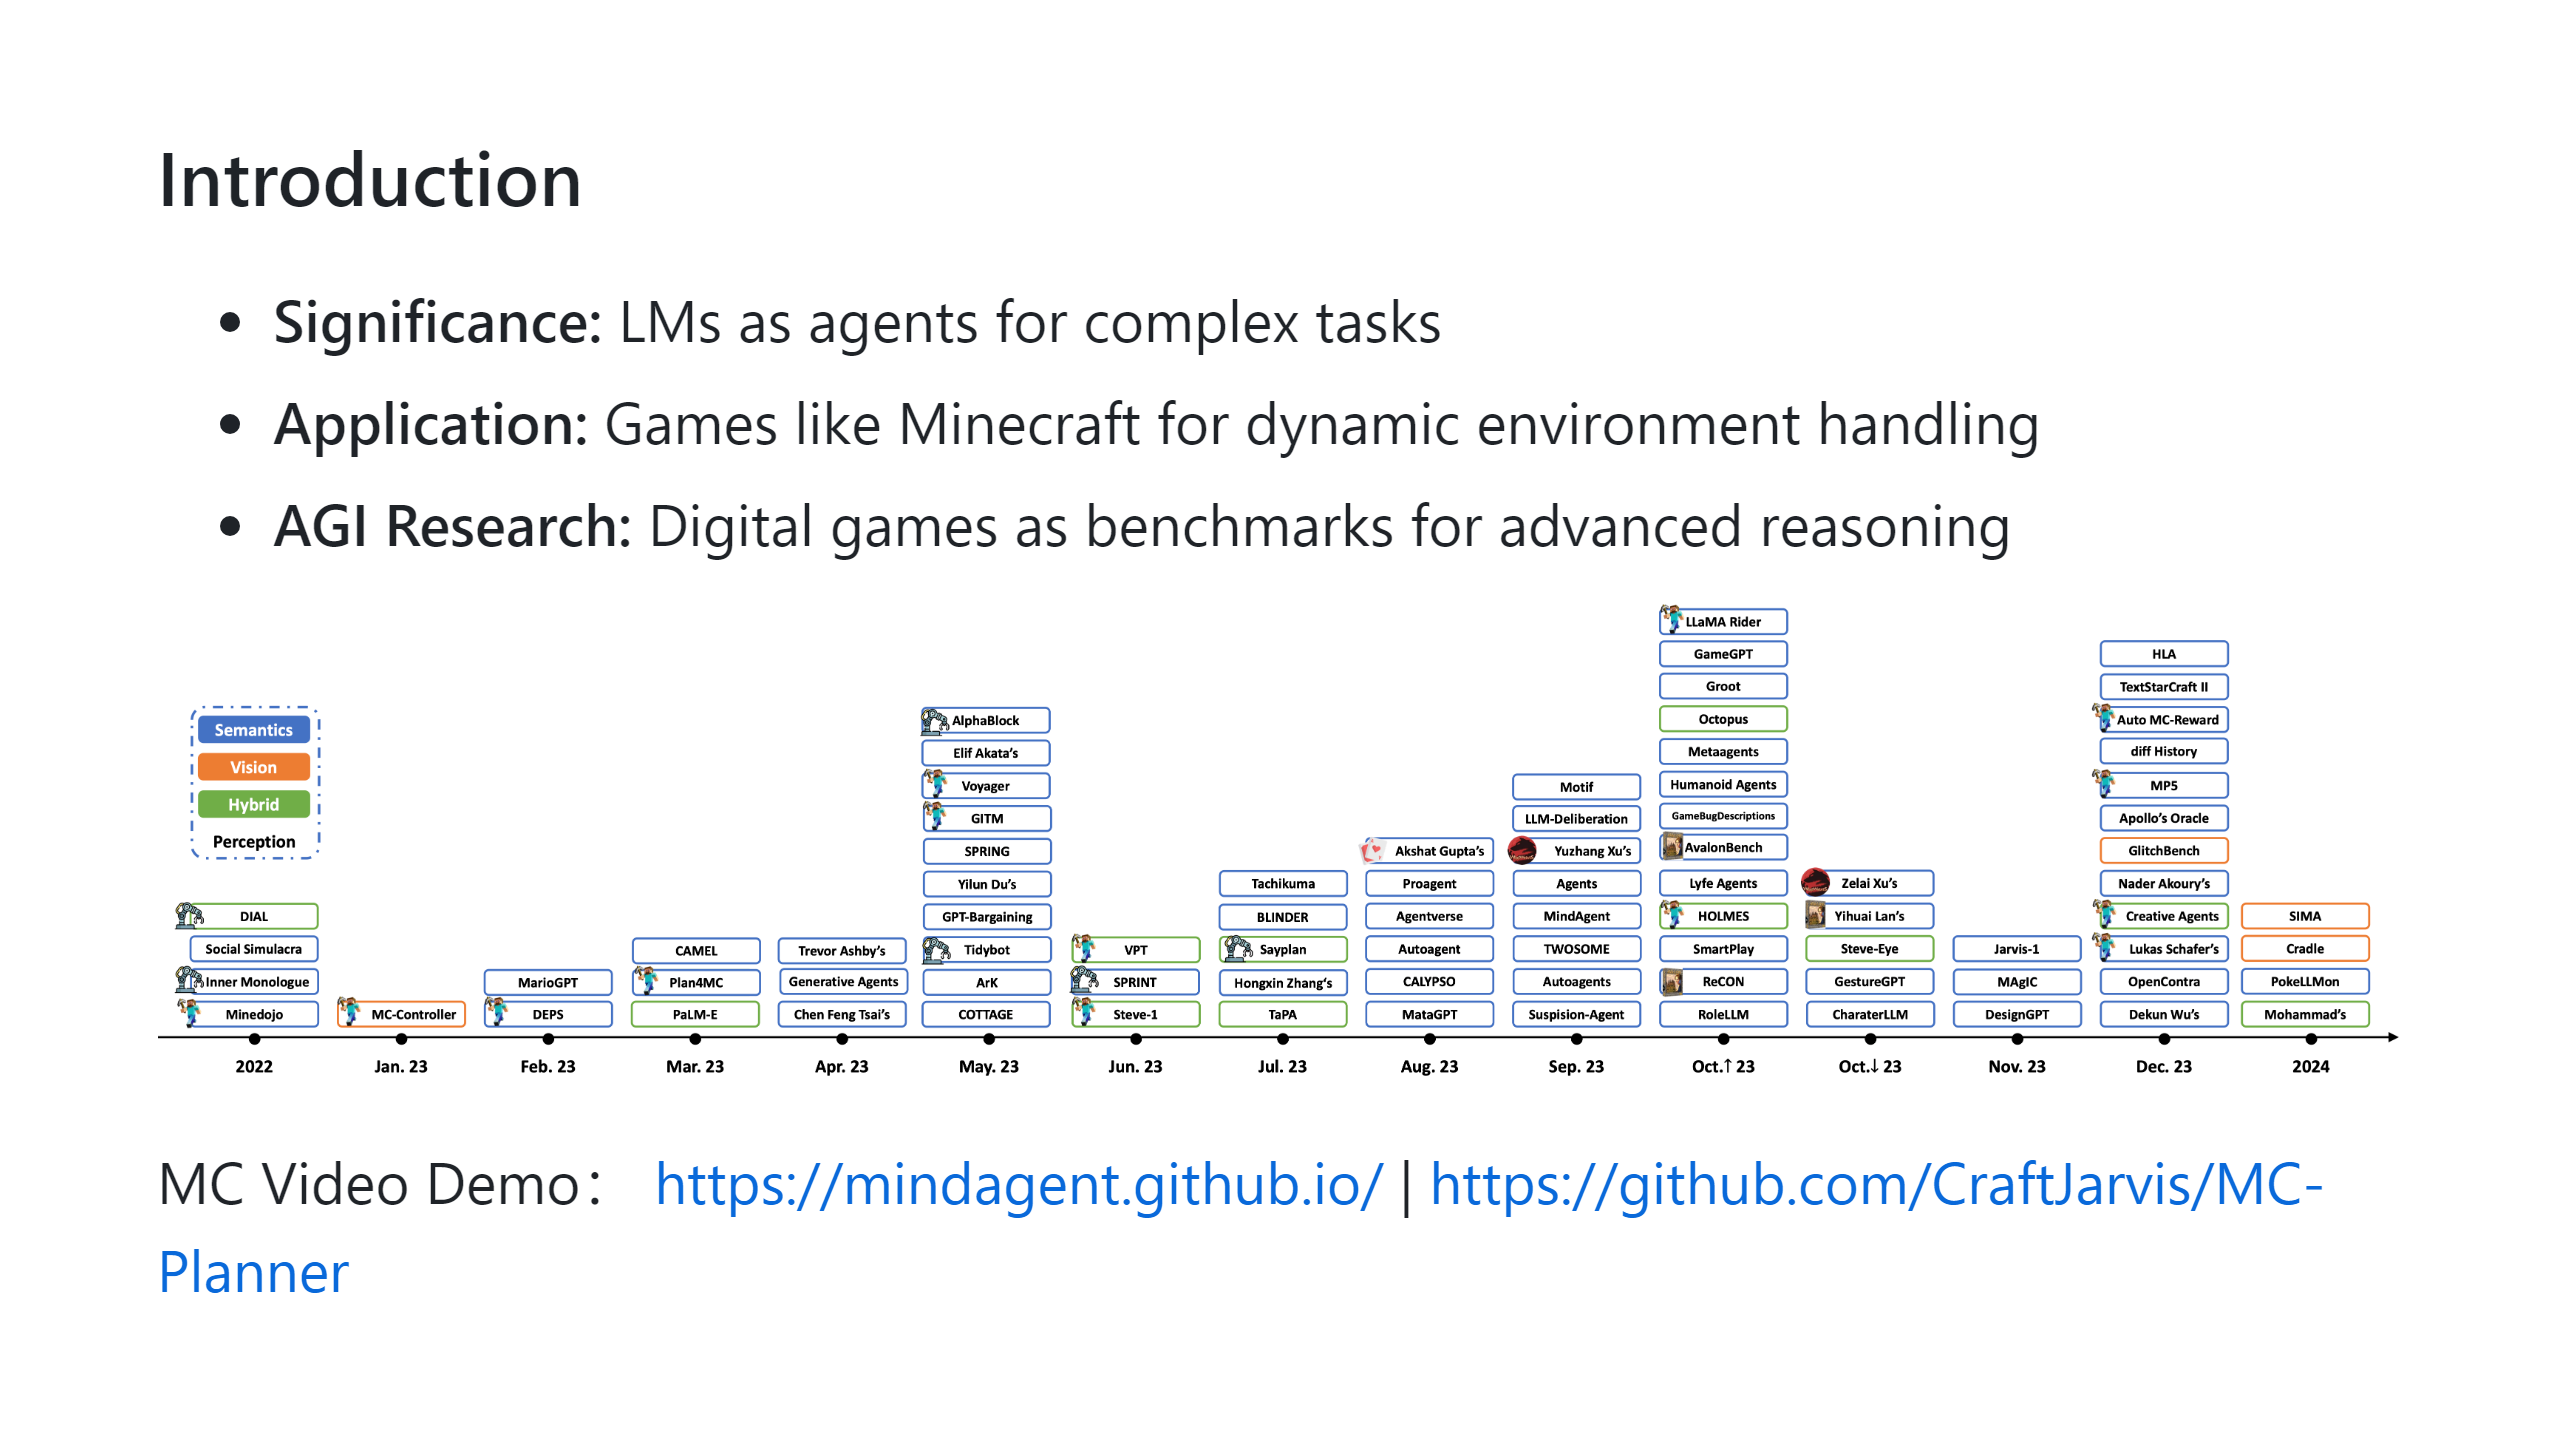 Introduction
Significance: LMs as agents for complex tasks
Application: Games like Minecraft for dynamic environment handling
AGI Research: Digital games as benchmarks for advanced reasoning
Semantics
Vision
Hybrid
Perception
DIAL
Social Simulacra
Inner Monologue
Minedojo
2022
MC-Controller
Jan. 23
MarioGPT
DEPS
Feb. 23
CAMEL
Plan4MC
PaLM-E
Mar. 23
Trevor Ashby's
Generative Agents
Chen Feng Tsai's
Apr. 23
AlphaBlock
Elif Akata's
Voyager
GITM
SPRING
Yilun Du's
GPT-Bargaining
Tidybot
ArK
COTTAGE
May. 23
VPT
SPRINT
Steve-1
Jun. 23
Tachikuma
BLINDER
Sayplan
Hongxin Zhang's
TaPA
Jul. 23
Akshat Gupta's
Proagent
Agentverse
Autoagent
CALYPSO
MataGPT
Aug. 23
Motif
LLM-Deliberation
Yuzhang Xu's
Agents
MindAgent
TWOSOME
Autoagents
Suspision-Agent
Sep. 23
LLaMA Rider
GameGPT
Groot
Octopus
Metaagents
Humanoid Agents
GameBugDescriptions
AvalonBench
Lyfe Agents
HOLMES
SmartPlay
ReCON
RoleLLM
Oct.↑ 23
Zelai Xu's
Yihuai Lan's
Steve-Eye
GestureGPT
CharaterLLM
Oct.↓ 23
Jarvis-1
MAgIC
DesignGPT
Nov. 23
HLA
TextStarCraft II
Auto MC-Reward
diff History
MP5
Apollo's Oracle
GlitchBench
Nader Akoury's
Creative Agents
Lukas Schafer's
OpenContra
Dekun Wu's
Dec. 23
SIMA
Cradle
PokeLLMon
Mohammad's
2024
MC Video Demo： https://mindagent.github.io/ | https://github.com/CraftJarvis/MC-
Planner